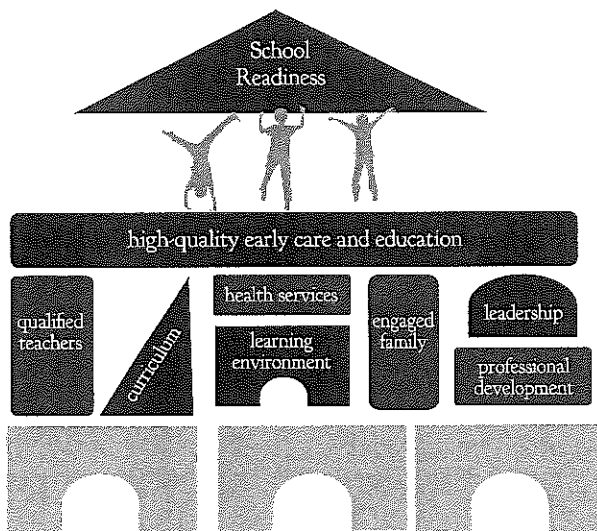 School
Readiness
high-quality early care and education
qualified
teachers
curriculum
health services
learning
environment
engaged
family
leadership
professional
development